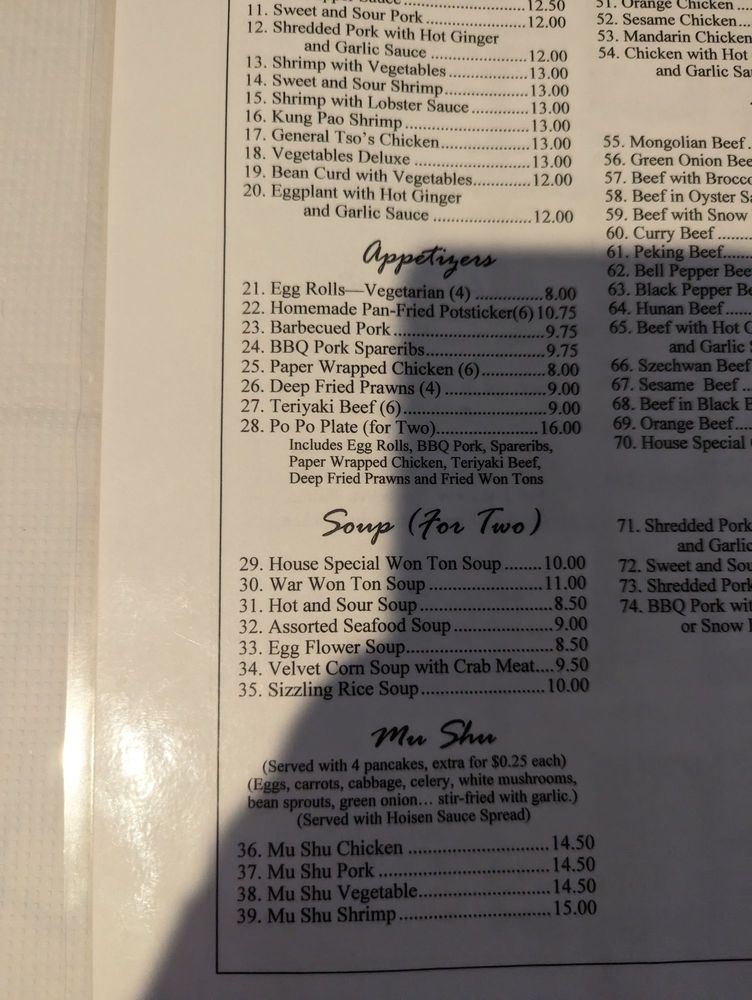 12.50
11. Sweet and Sour Pork 12.00
12. Shredded Pork with Hot Ginger
and Garlic Sauce 12.00
13. Shrimp with Vegetables 13.00
14. Sweet and Sour Shrimp 13.00
15. Shrimp with Lobster Sauce 13.00
16. Kung Pao Shrimp 13.00
17. General Tso's Chicken 13.00
18. Vegetables Deluxe 13.00
19. Bean Curd with Vegetables 12.00
20. Eggplant with Hot Ginger
and Garlic Sauce 12.00
Appetizers
21. Egg Rolls—Vegetarian (4) 8.00
22. Homemade Pan-Fried Potsticker(6) 10.75
23. Barbecued Pork 9.75
24. BBQ Pork Spareribs 9.75
25. Paper Wrapped Chicken (6) 8.00
26. Deep Fried Prawns (4) 9.00
27. Teriyaki Beef (6) 9.00
28. Po Po Plate (for Two) 16.00
Includes Egg Rolls, BBQ Pork, Spareribs,
Paper Wrapped Chicken, Teriyaki Beef,
Deep Fried Prawns and Fried Won Tons
Soup (For Two)
29. House Special Won Ton Soup 10.00
30. War Won Ton Soup 11.00
31. Hot and Sour Soup 8.50
32. Assorted Seafood Soup 9.00
33. Egg Flower Soup 8.50
34. Velvet Corn Soup with Crab Meat 9.50
35. Sizzling Rice Soup 10.00
Mu Shu
(Served with 4 pancakes, extra for $0.25 each)
(Eggs, carrots, cabbage, celery, white mushrooms,
bean sprouts, green onion... stir-fried with garlic.)
(Served with Hoisen Sauce Spread)
36. Mu Shu Chicken 14.50
37. Mu Shu Pork 14.50
38. Mu Shu Vegetable 14.50
39. Mu Shu Shrimp 15.00
51. Orange Chicken
52. Sesame Chicken
53. Mandarin Chicken
54. Chicken with Hot
and Garlic
55. Mongolian Beef
56. Green Onion
57. Beef with
58. Beef in Oyster
59. Beef with Snow
60. Curry Beef
61. Peking Beef
62. Bell Pepper
63. Black Pepper
64. Hunan Beef
65. Beef with Hot
and Garlic
66. Szechwan Beef
67. Sesame Beef
68. Beef in Black
69. Orange Beef
70. House Special
71. Shredded Pork
and
72. Sweet and
73. Shredded
74. BBQ Pork
or Snow